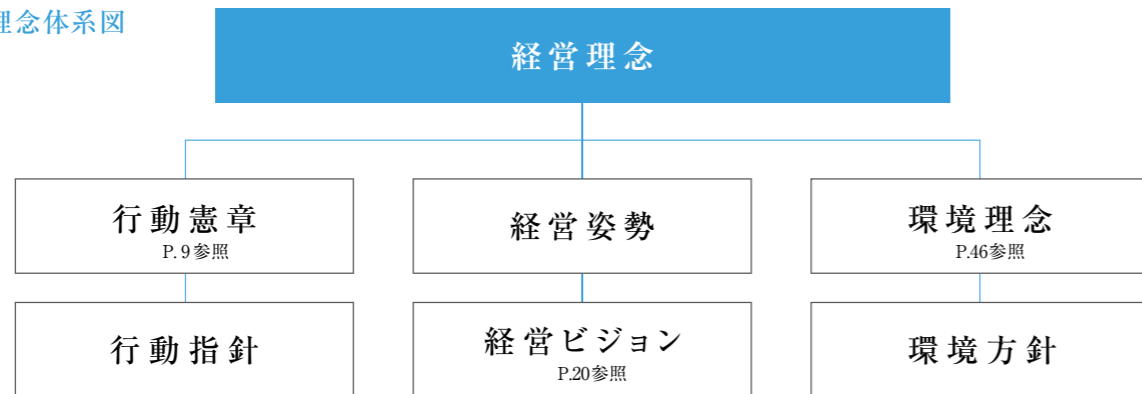 理念体系図
経営理念
行動憲章
P. 9参照
経営姿勢
環境理念
P.46参照
行動指針
経営ビジョン
P.20参照
環境方針